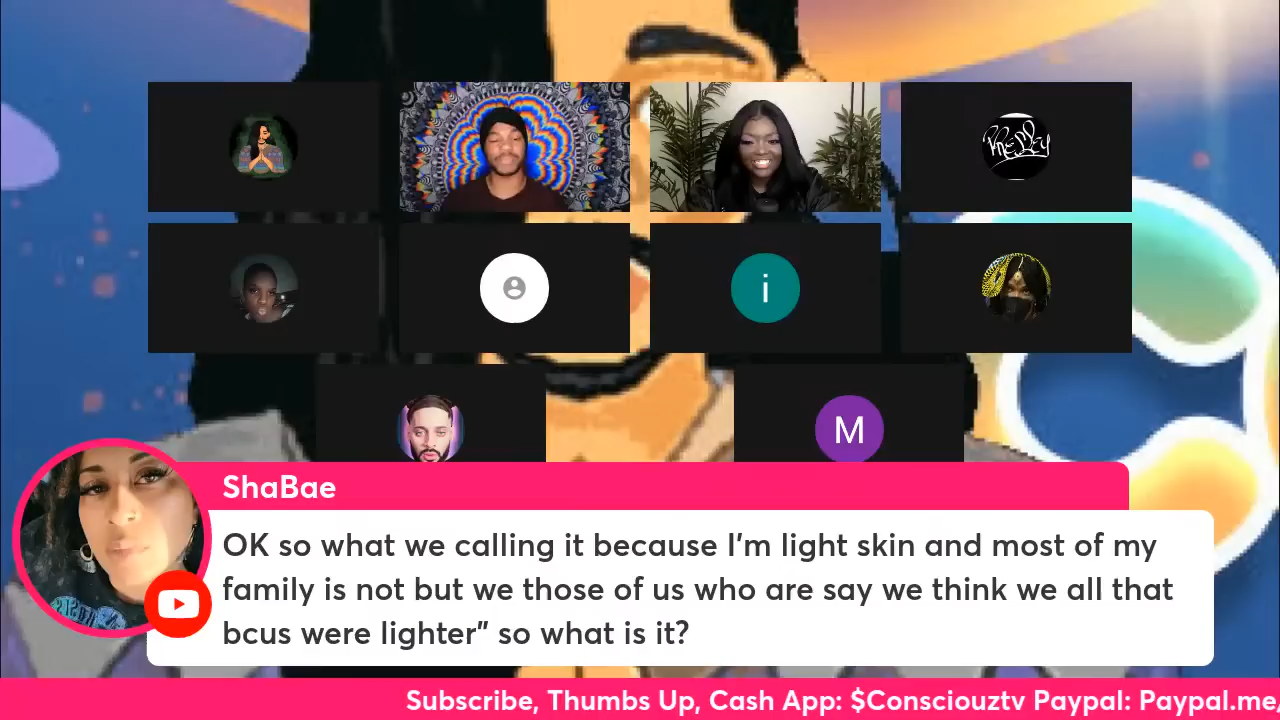 i
M
ShaBae
OK so what we calling it because I'm light skin and most of my
family is not but we those of us who are say we think we all that
bcus were lighter" so what is it?
Subscribe, Thumbs Up, Cash App: $Consciouztv Paypal: Paypal.me/